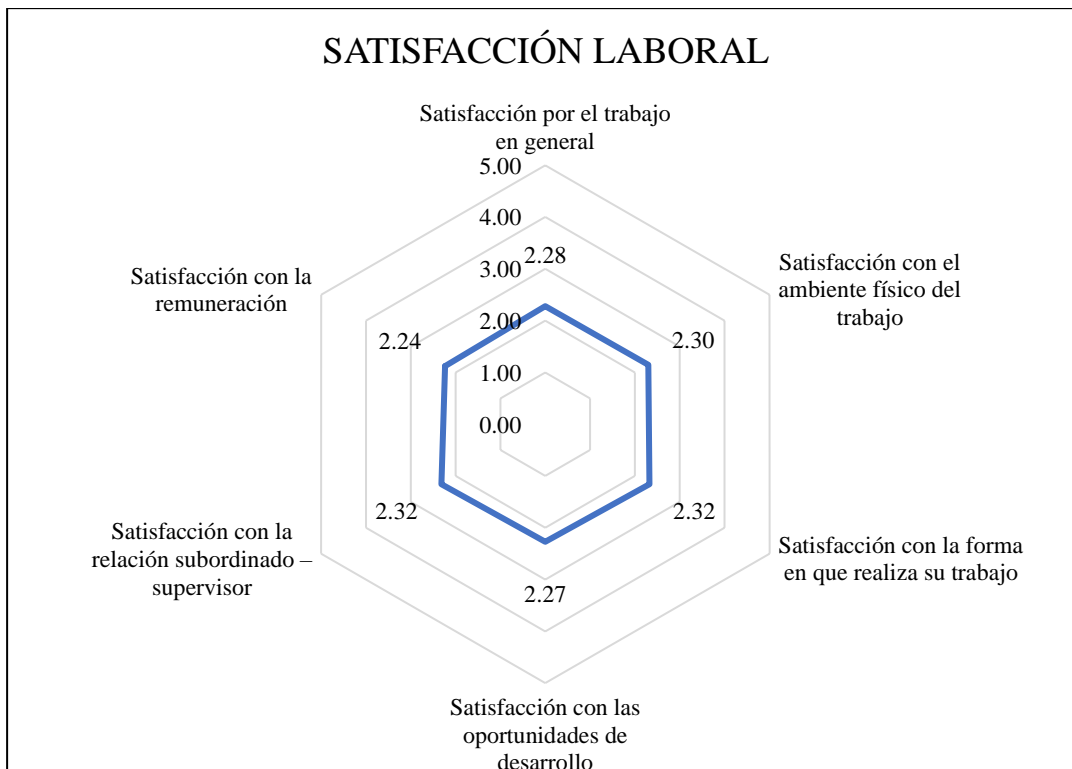 SATISFACCIÓN LABORAL
Satisfacción por el trabajo
en general
5.00
4.00
3.00
2.00
1.00
0.00
2.28
2.30
2.32
2.27
2.32
2.24
Satisfacción con el
ambiente físico del
trabajo
Satisfacción con la forma
en que realiza su trabajo
Satisfacción con las
oportunidades de
desarrollo
Satisfacción con la
relación subordinado –
supervisor
Satisfacción con la
remuneración